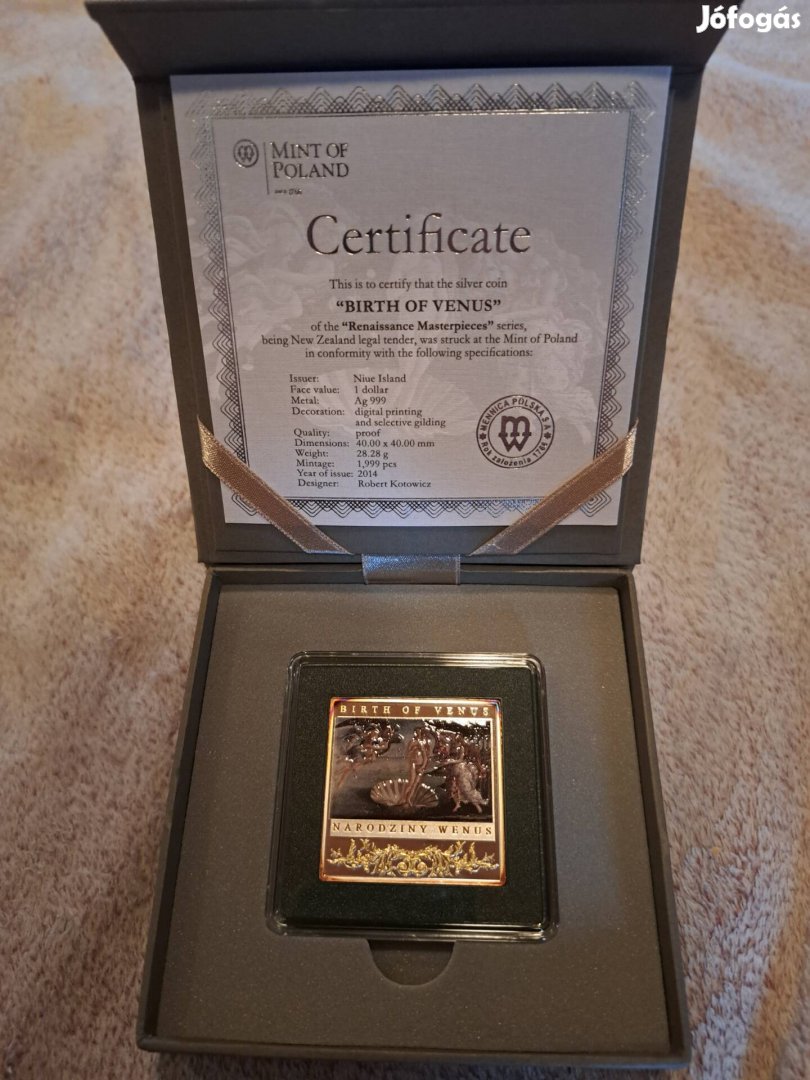 Jófogás
MINT OF
POLAND
Certificate
This is to certify that the silver coin
“BIRTH OF VENUS”
of the “Renaissance Masterpieces” series,
being New Zealand legal tender, was struck at the Mint of Poland
in conformity with the following specifications:
Issuer: Niue Island
Face value: 1 dollar
Metal: Ag 999
Decoration: digital printing
and selective gilding
Quality: proof
Dimensions: 40.00 x 40.00 mm
Weight: 28.28 g
Mintage: 1,999 pcs
Year of issue: 2014
Designer: Robert Kotowicz
MENNICA POLSKA S.A.
Rok założenia 1766
BIRTH OF VENUS
NARODZINY WENUS